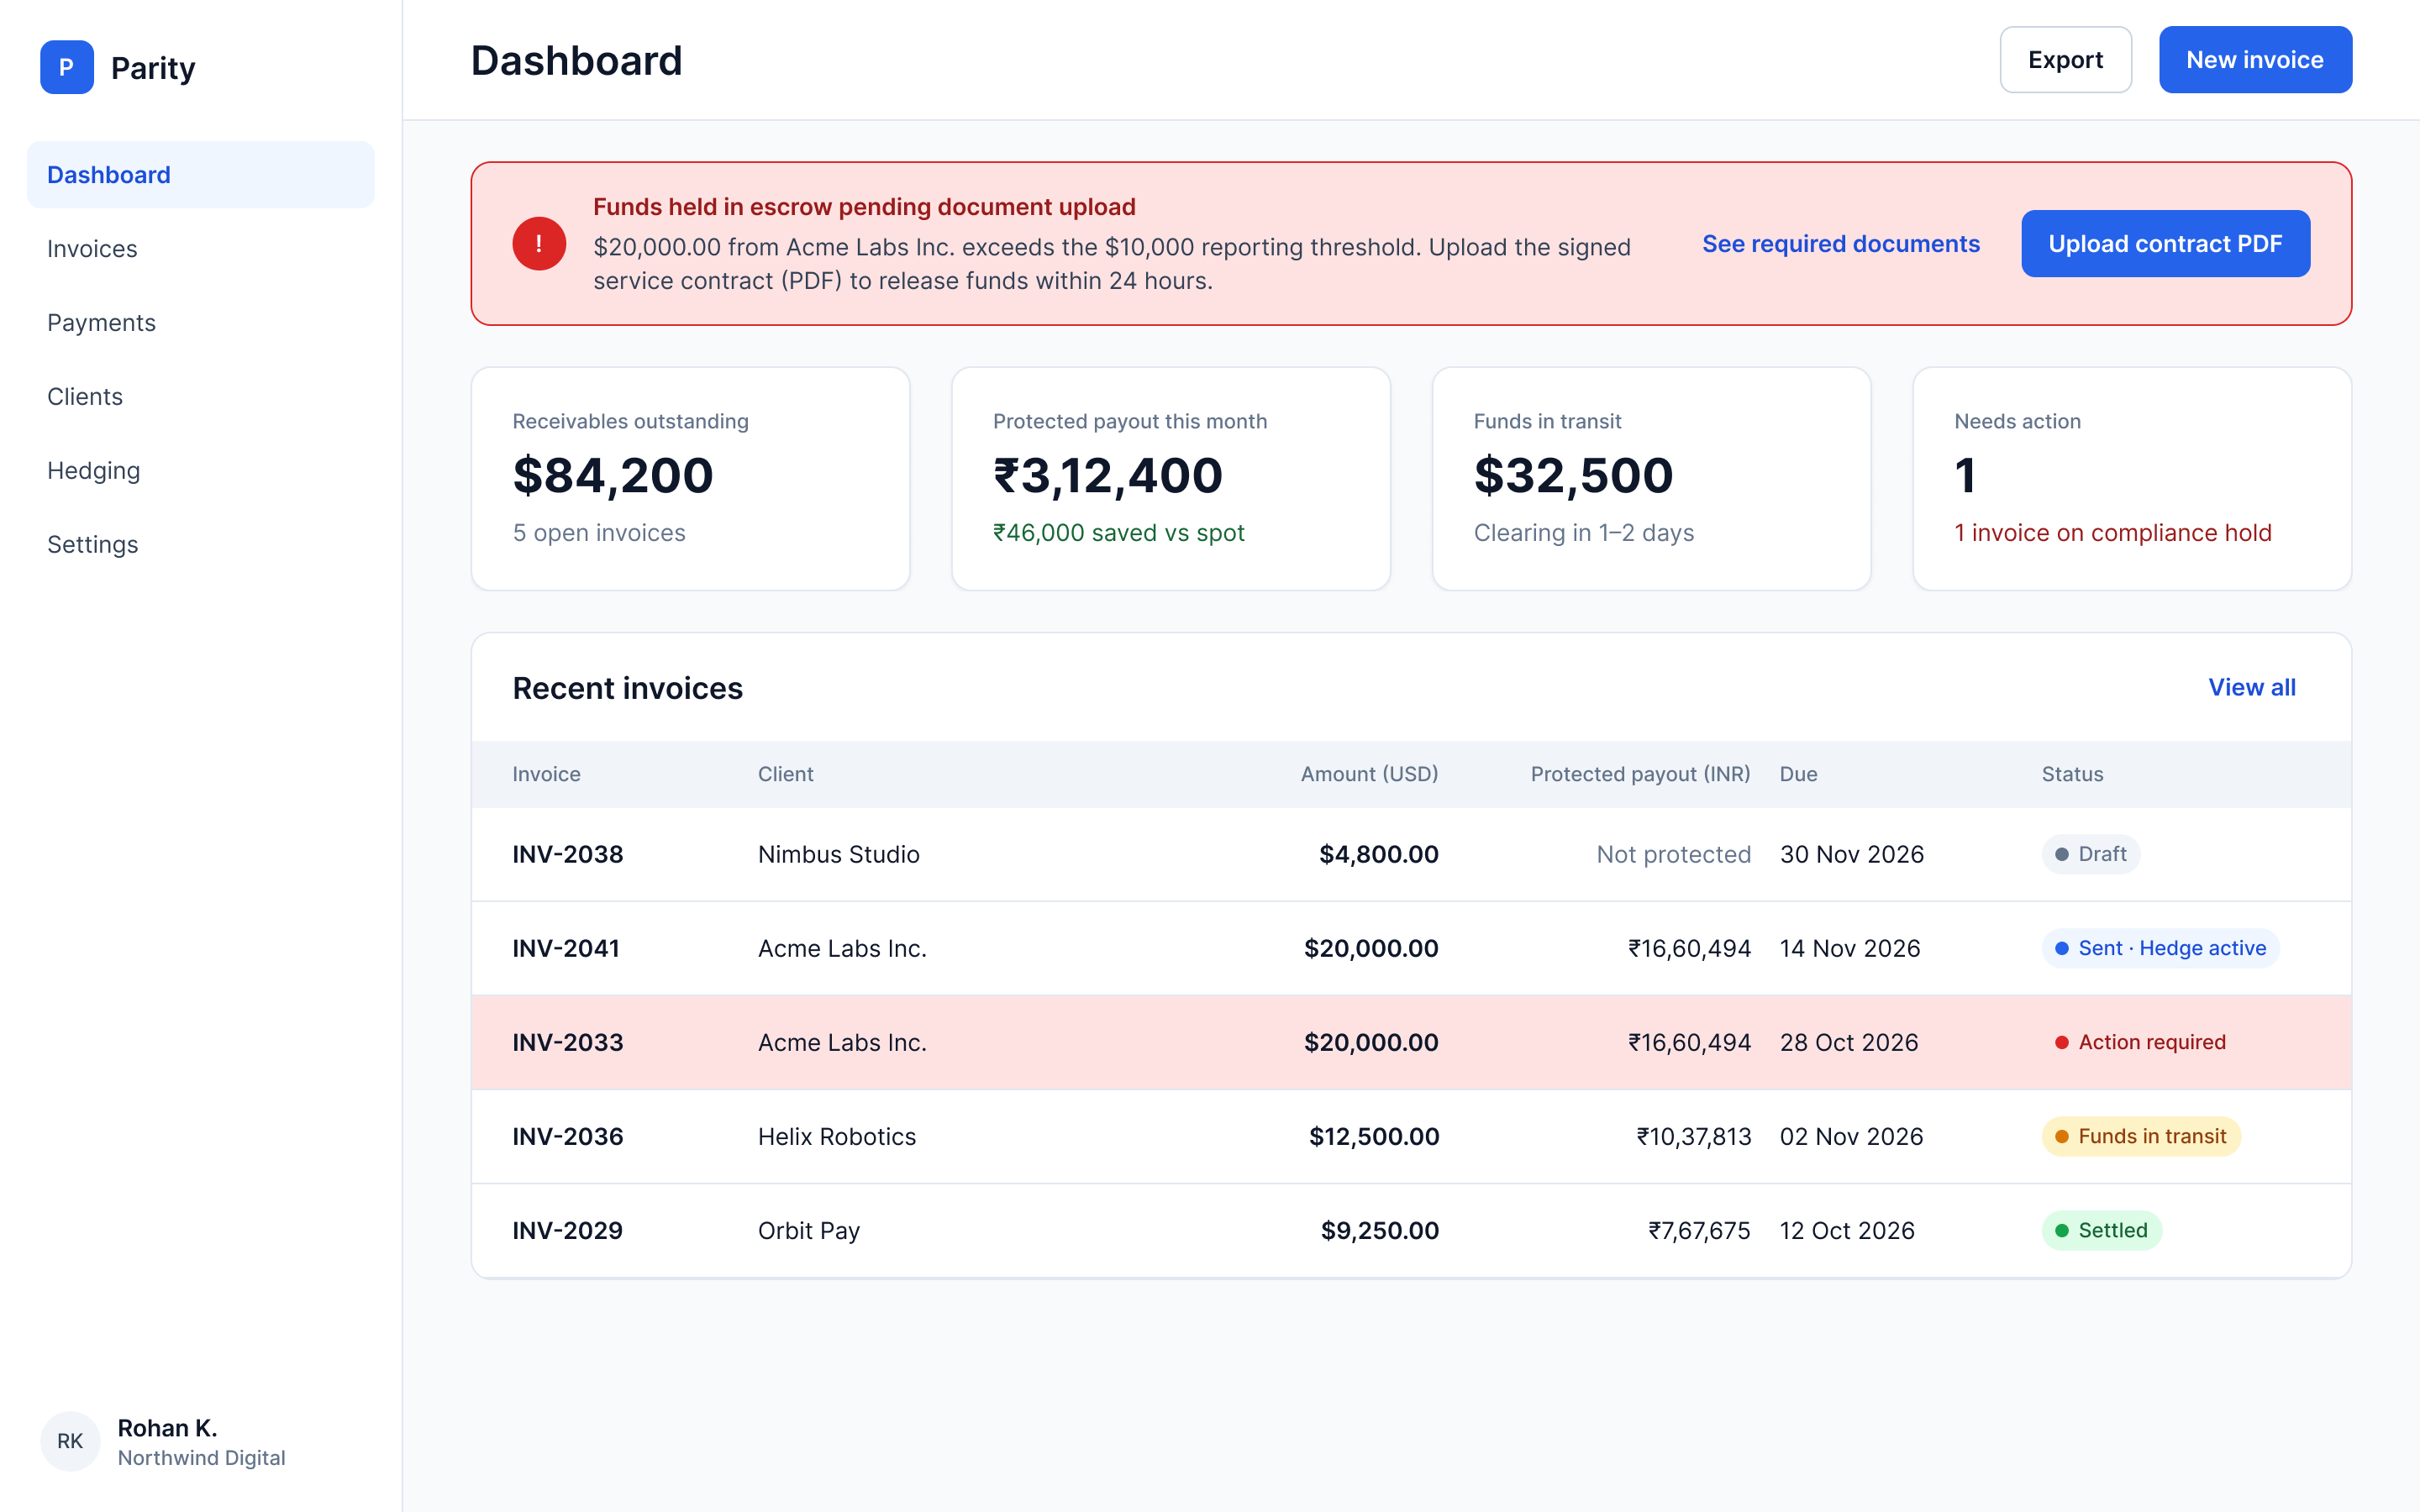 P Parity
Dashboard
Invoices
Payments
Clients
Hedging
Settings
RK
Rohan K.
Northwind Digital
Dashboard
Export
New invoice
!
Funds held in escrow pending document upload
$20,000.00 from Acme Labs Inc. exceeds the $10,000 reporting threshold. Upload the signed
service contract (PDF) to release funds within 24 hours.
See required documents
Upload contract PDF
Receivables outstanding
$84,200
5 open invoices
Protected payout this month
₹3,12,400
₹46,000 saved vs spot
Funds in transit
$32,500
Clearing in 1–2 days
Needs action
1
1 invoice on compliance hold
Recent invoices
View all
Invoice Client Amount (USD) Protected payout (INR) Due Status
INV-2038 Nimbus Studio $4,800.00 Not protected 30 Nov 2026 Draft
INV-2041 Acme Labs Inc. $20,000.00 ₹16,60,494 14 Nov 2026 Sent · Hedge active
INV-2033 Acme Labs Inc. $20,000.00 ₹16,60,494 28 Oct 2026 Action required
INV-2036 Helix Robotics $12,500.00 ₹10,37,813 02 Nov 2026 Funds in transit
INV-2029 Orbit Pay $9,250.00 ₹7,67,675 12 Oct 2026 Settled